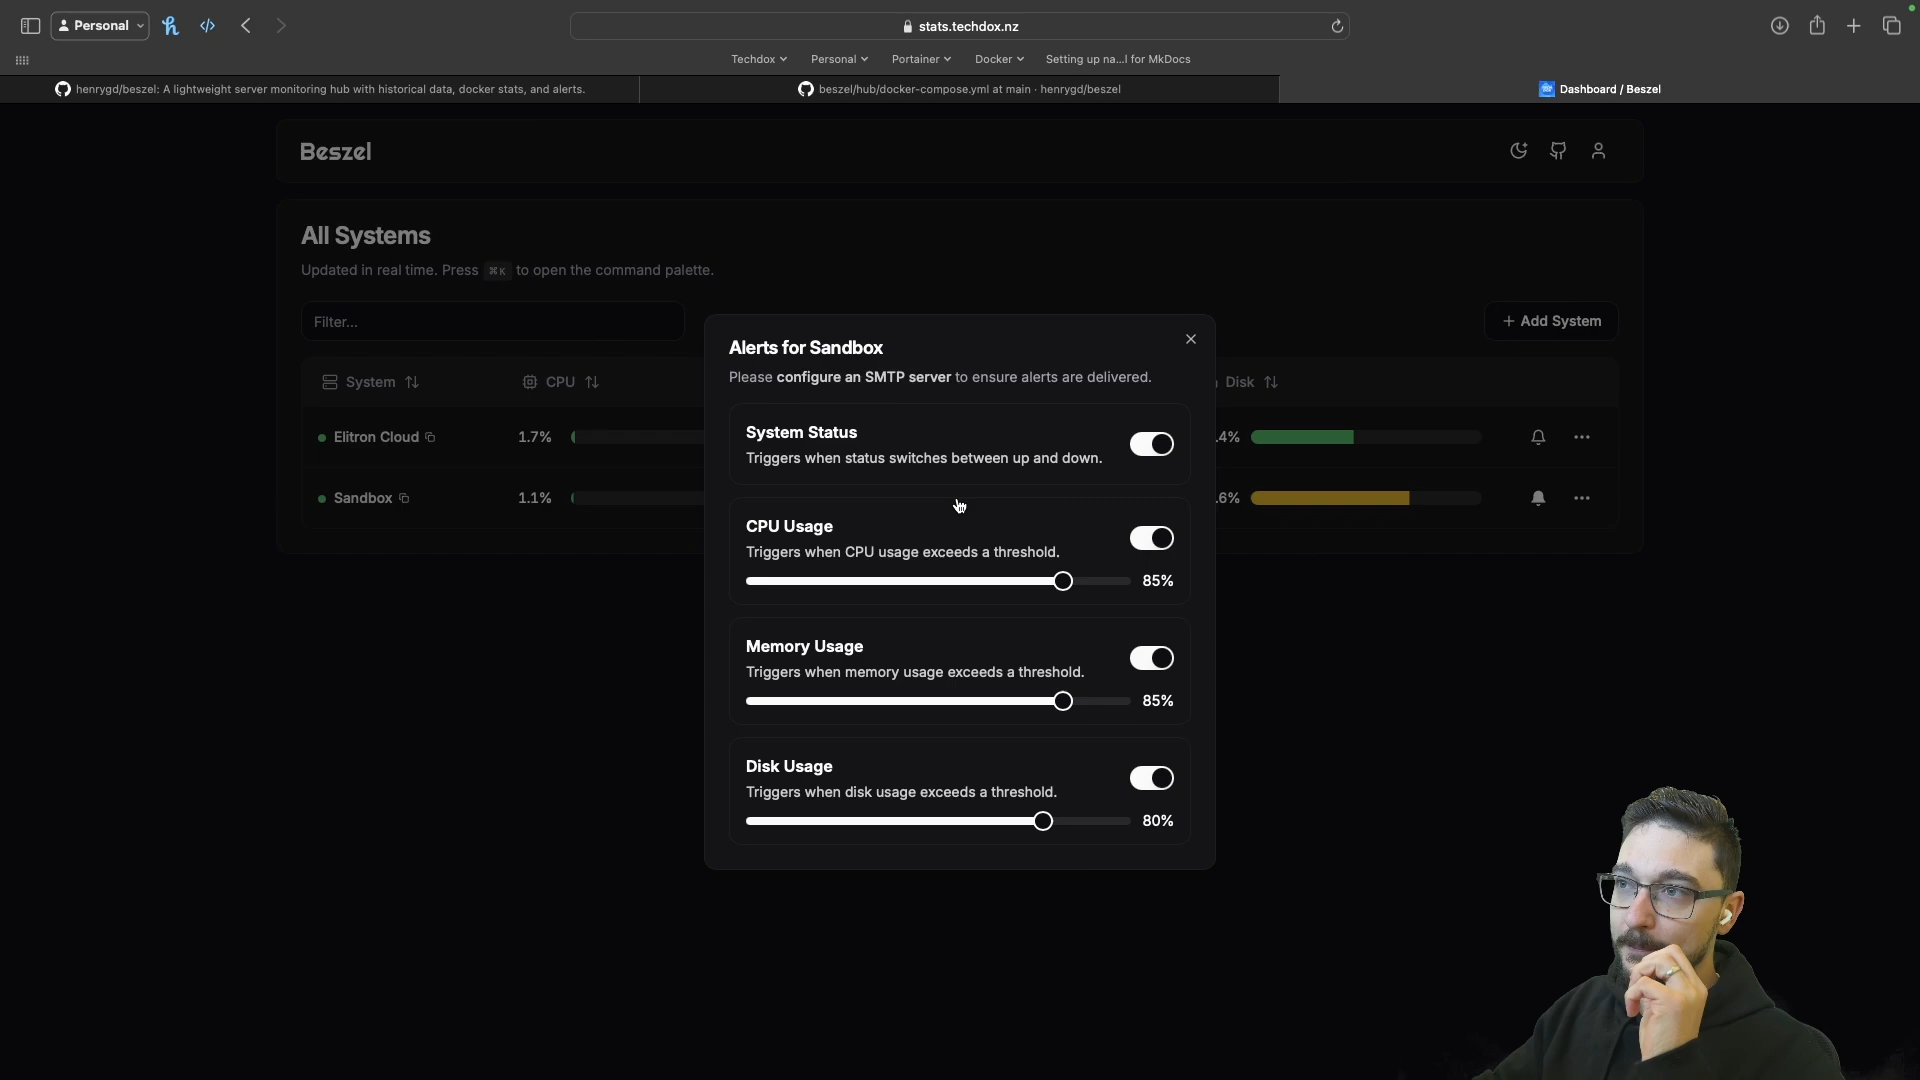 Personal
stats.techdox.nz
Techdox
Personal
Portainer
Docker
Setting up na...l for MkDocs
henrygd/beszel: A lightweight server monitoring hub with historical data, docker stats, and alerts.
beszel/hub/docker-compose.yml at main · henrygd/beszel
Dashboard / Beszel
Beszel
All Systems
Updated in real time. Press ⌘K to open the command palette.
Filter...
+ Add System
System
CPU
Disk
Elitron Cloud
1.7%
.4%
Sandbox
1.1%
.6%
Alerts for Sandbox
Please configure an SMTP server to ensure alerts are delivered.
System Status
Triggers when status switches between up and down.
CPU Usage
Triggers when CPU usage exceeds a threshold.
85%
Memory Usage
Triggers when memory usage exceeds a threshold.
85%
Disk Usage
Triggers when disk usage exceeds a threshold.
80%